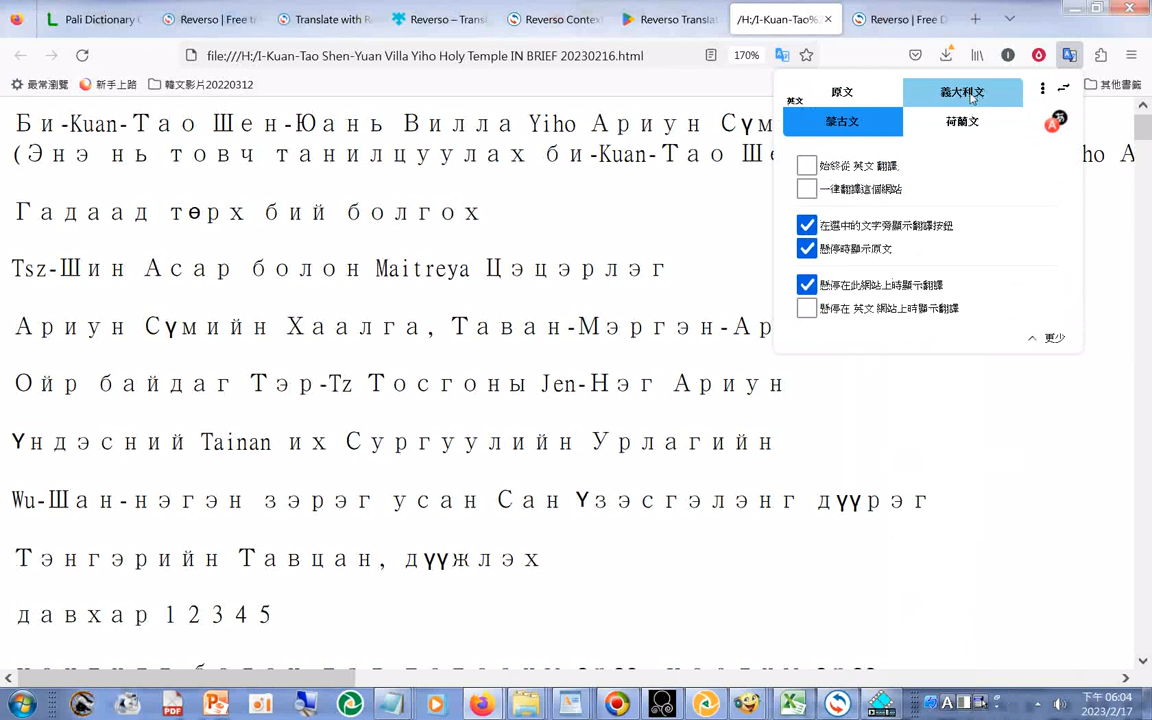 Pali Dictionary
Reverso | Free tr
Translate with R
Reverso – Transl
Reverso Context
Reverso Translat
/H:/I-Kuan-Tao%
Reverso | Free D
file:///H:/I-Kuan-Tao Shen-Yuan Villa Yiho Holy Temple IN BRIEF 20230216.html
170%
最常瀏覽
新手上路
韓文影片20220312
其他書籤
Би-Kuan-Тао Шен-Юань Вилла Yiho Ариун Сүм
(Энэ нь товч танилцуулах би-Kuan-Тао Ше
ho А
Гадаад төрх бий болгох
Tsz-Шин Асар болон Maitreya Цэцэрлэг
Ариун Сүмийн Хаалга, Таван-Мэргэн-Ар
Ойр байдаг Тэр-Tz Тосгоны Jen-Нэг Ариун
Үндэсний Tainan их Сургуулийн Урлагийн
Wu-Шан-нэгэн зэрэг усан Сан Үзэсгэлэнг дүүрэг
Тэнгэрийн Тавцан, дүүжлэх
давхар 12345
英文
原文
義大利文
蒙古文
荷蘭文
始終從 英文 翻譯;
一律翻譯這個網站
在選中的文字旁顯示翻譯按鈕
懸停時顯示原文
懸停在此網站上時顯示翻譯
懸停在 英文 網站上時顯示翻譯
更少
PDF
下午 06:04
2023/2/17